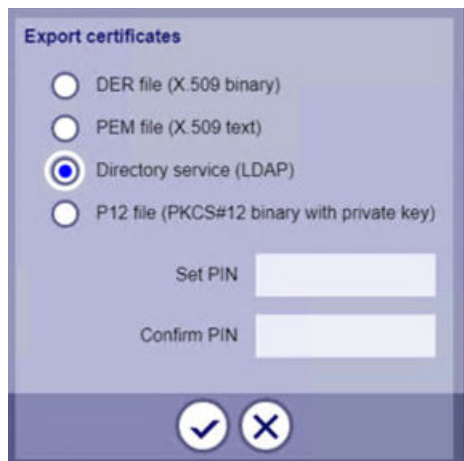 Export certificates
DER file (X.509 binary)
PEM file (X.509 text)
Directory service (LDAP)
P12 file (PKCS#12 binary with private key)
Set PIN
Confirm PIN